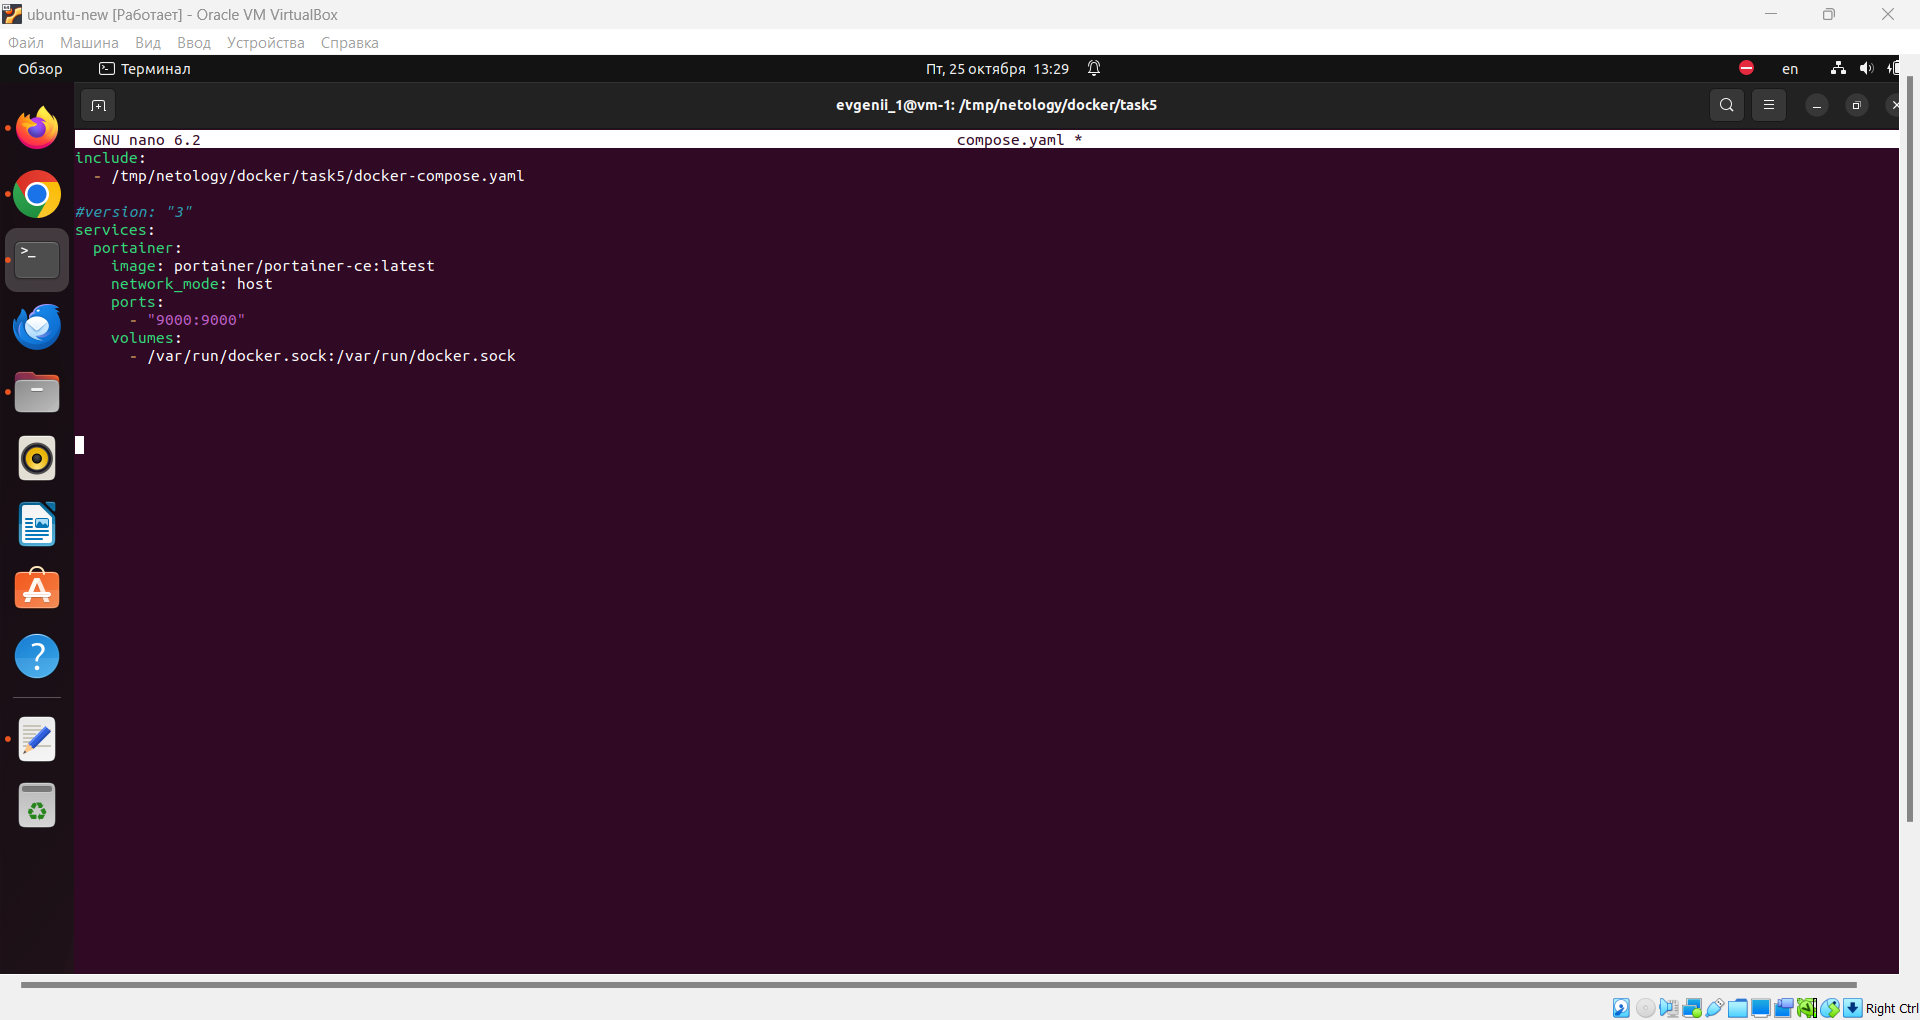 ubuntu-new [Работает] - Oracle VM VirtualBox
Файл Машина Вид Ввод Устройства Справка
Обзор Терминал Пт, 25 октября 13:29 en
evgenii_1@vm-1: /tmp/netology/docker/task5
GNU nano 6.2 compose.yaml *
include:
  - /tmp/netology/docker/task5/docker-compose.yaml
#version: "3"
services:
  portainer:
    image: portainer/portainer-ce:latest
    network_mode: host
    ports:
      - "9000:9000"
    volumes:
      - /var/run/docker.sock:/var/run/docker.sock
Right Ctrl